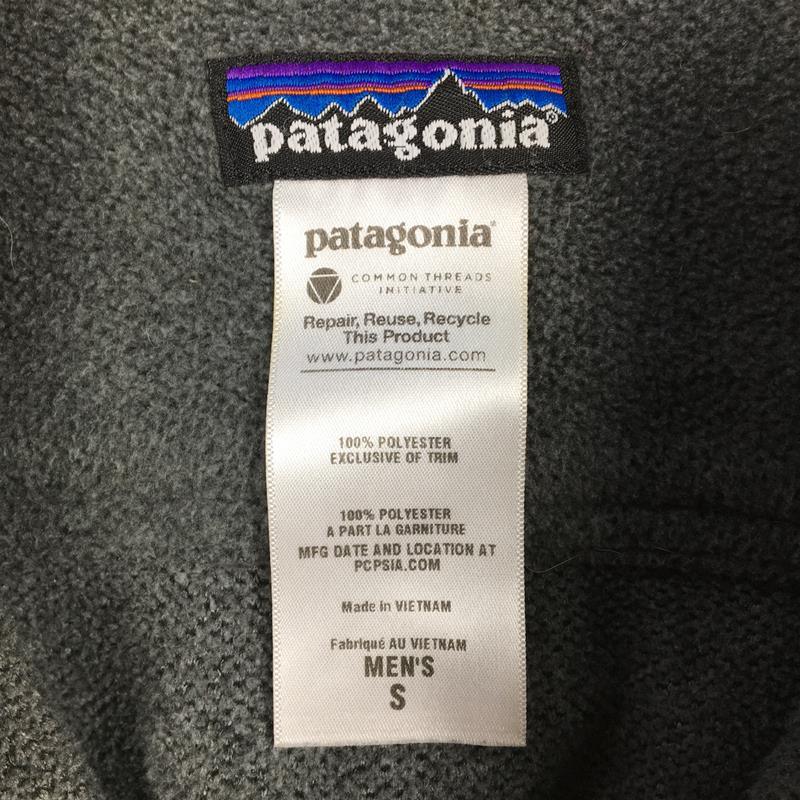 patagonia®
patagonia®
COMMON THREADS
INITIATIVE
Repair, Reuse, Recycle
This Product
www.patagonia.com
100% POLYESTER
EXCLUSIVE OF TRIM
100% POLYESTER
A PART LA GARNITURE
MFG DATE AND LOCATION AT
PCPSIA.COM
Made in VIETNAM
Fabriqué AU VIETNAM
MEN'S
S